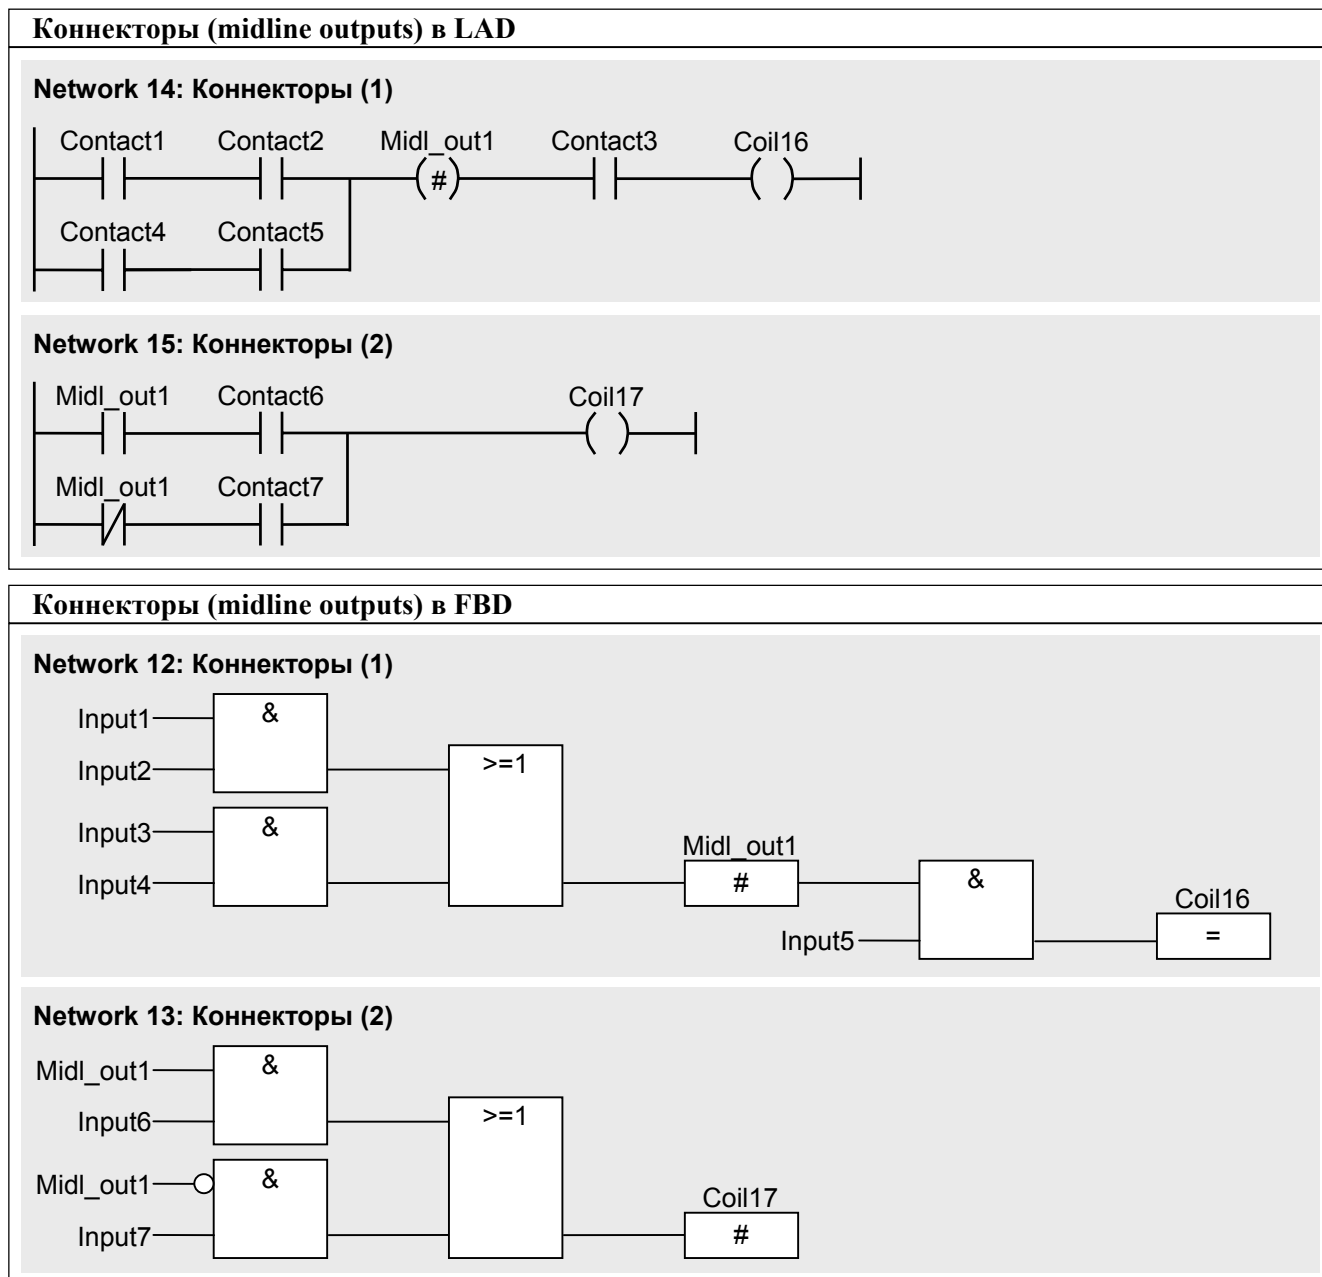 Коннекторы (midline outputs) в LAD
Network 14: Коннекторы (1)
Contact1 Contact2 Midl_out1 Contact3 Coil16
#
Contact4 Contact5
Network 15: Коннекторы (2)
Midl_out1 Contact6 Coil17
Midl_out1 Contact7
Коннекторы (midline outputs) в FBD
Network 12: Коннекторы (1)
Input1 &
Input2 >=1
Input3 &
Midl_out1
Input4 # &
Coil16
Input5 =
Network 13: Коннекторы (2)
Midl_out1 &
Input6 >=1
Midl_out1 &
Coil17
Input7 #